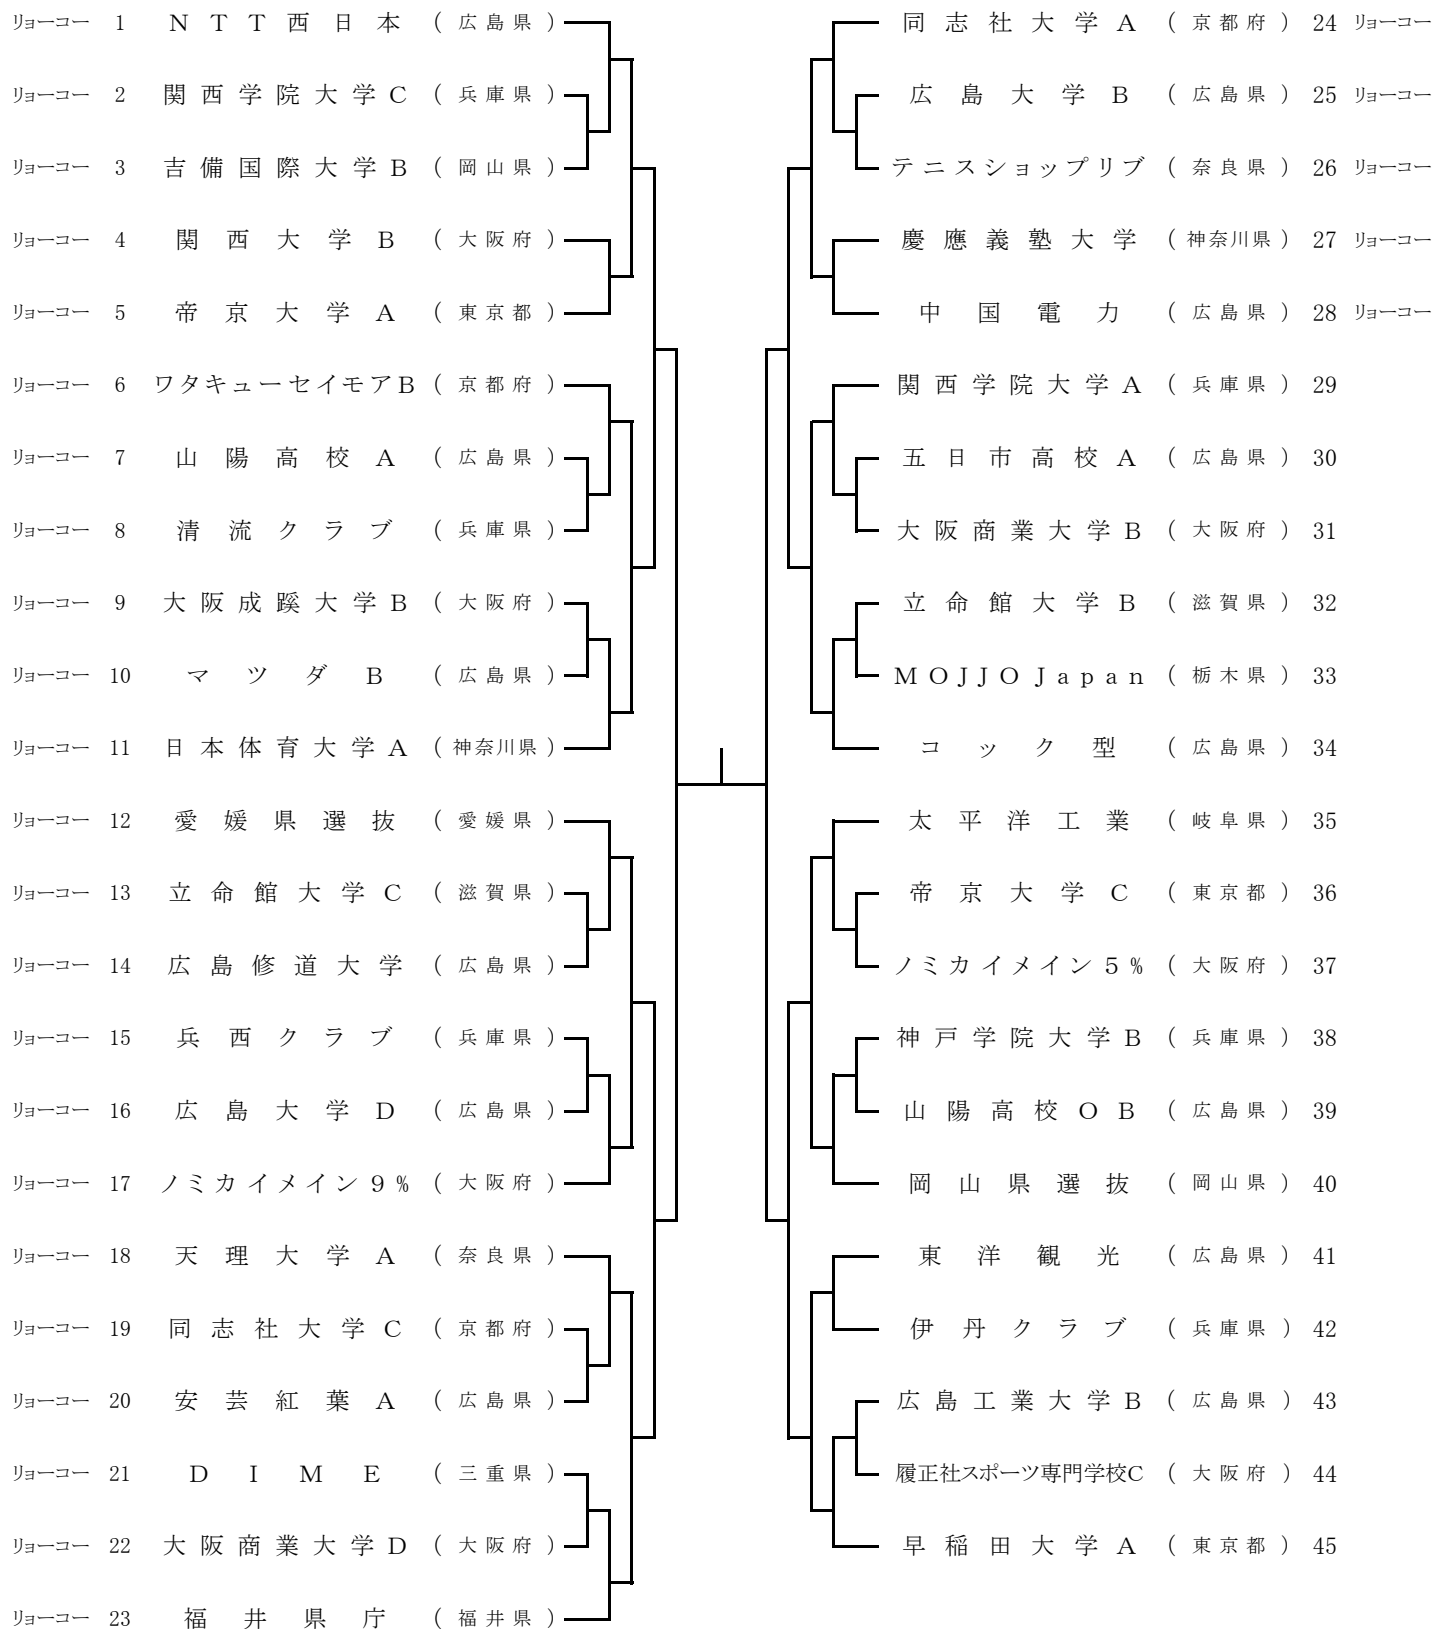 リョーコー 1 NTT西日本 (広島県)
リョーコー 2 関西学院大学C (兵庫県)
リョーコー 3 吉備国際大学B (岡山県)
リョーコー 4 関西大学B (大阪府)
リョーコー 5 帝京大学A (東京都)
リョーコー 6 ワタキューセイモアB (京都府)
リョーコー 7 山陽高校A (広島県)
リョーコー 8 清流クラブ (兵庫県)
リョーコー 9 大阪成蹊大学B (大阪府)
リョーコー 10 マツダB (広島県)
リョーコー 11 日本体育大学A (神奈川県)
リョーコー 12 愛媛県選抜 (愛媛県)
リョーコー 13 立命館大学C (滋賀県)
リョーコー 14 広島修道大学 (広島県)
リョーコー 15 兵西クラブ (兵庫県)
リョーコー 16 広島大学D (広島県)
リョーコー 17 ノミカイメイン9% (大阪府)
リョーコー 18 天理大学A (奈良県)
リョーコー 19 同志社大学C (京都府)
リョーコー 20 安芸紅葉A (広島県)
リョーコー 21 DIME (三重県)
リョーコー 22 大阪商業大学D (大阪府)
リョーコー 23 福井県庁 (福井県)
同志社大学A (京都府) 24 リョーコー
広島大学B (広島県) 25 リョーコー
テニスショップリブ (奈良県) 26 リョーコー
慶應義塾大学 (神奈川県) 27 リョーコー
中国電力 (広島県) 28 リョーコー
関西学院大学A (兵庫県) 29
五日市高校A (広島県) 30
大阪商業大学B (大阪府) 31
立命館大学B (滋賀県) 32
MOJJO Japan (栃木県) 33
コック型 (広島県) 34
太平洋工業 (岐阜県) 35
帝京大学C (東京都) 36
ノミカイメイン5% (大阪府) 37
神戸学院大学B (兵庫県) 38
山陽高校OB (広島県) 39
岡山県選抜 (岡山県) 40
東洋観光 (広島県) 41
伊丹クラブ (兵庫県) 42
広島工業大学B (広島県) 43
履正社スポーツ専門学校C (大阪府) 44
早稲田大学A (東京都) 45